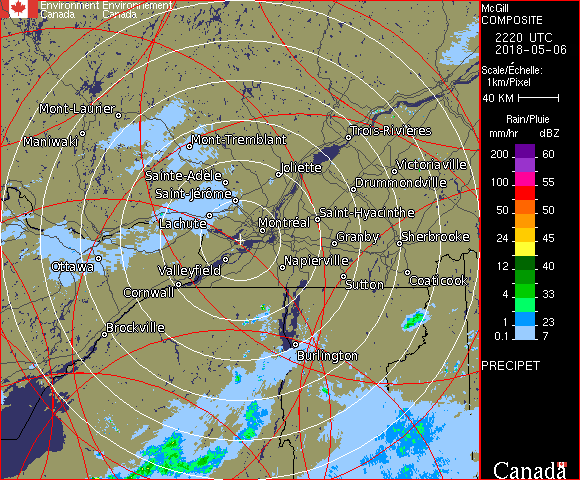 Environment Environnement
Canada Canada
McGill
COMPOSITE
2220 UTC
2018-05-06
Scale/Échelle:
1km/Pixel
40 KM
Rain/Pluie
mm/hr dBZ
200 60
100 55
50 50
24 45
12 40
4 33
1 23
0.1 7
PRECIPET
Canada
Mont-Laurier
Maniwaki
Mont-Tremblant
Trois-Rivières
Sainte-Adèle
Joliette
Victoriaville
Saint-Jérôme
Drummondville
Lachute
Montréal
Saint-Hyacinthe
Ottawa
Granby
Sherbrooke
Valleyfield
Napierville
Cornwall
Sutton
Coaticook
Brockville
Burlington